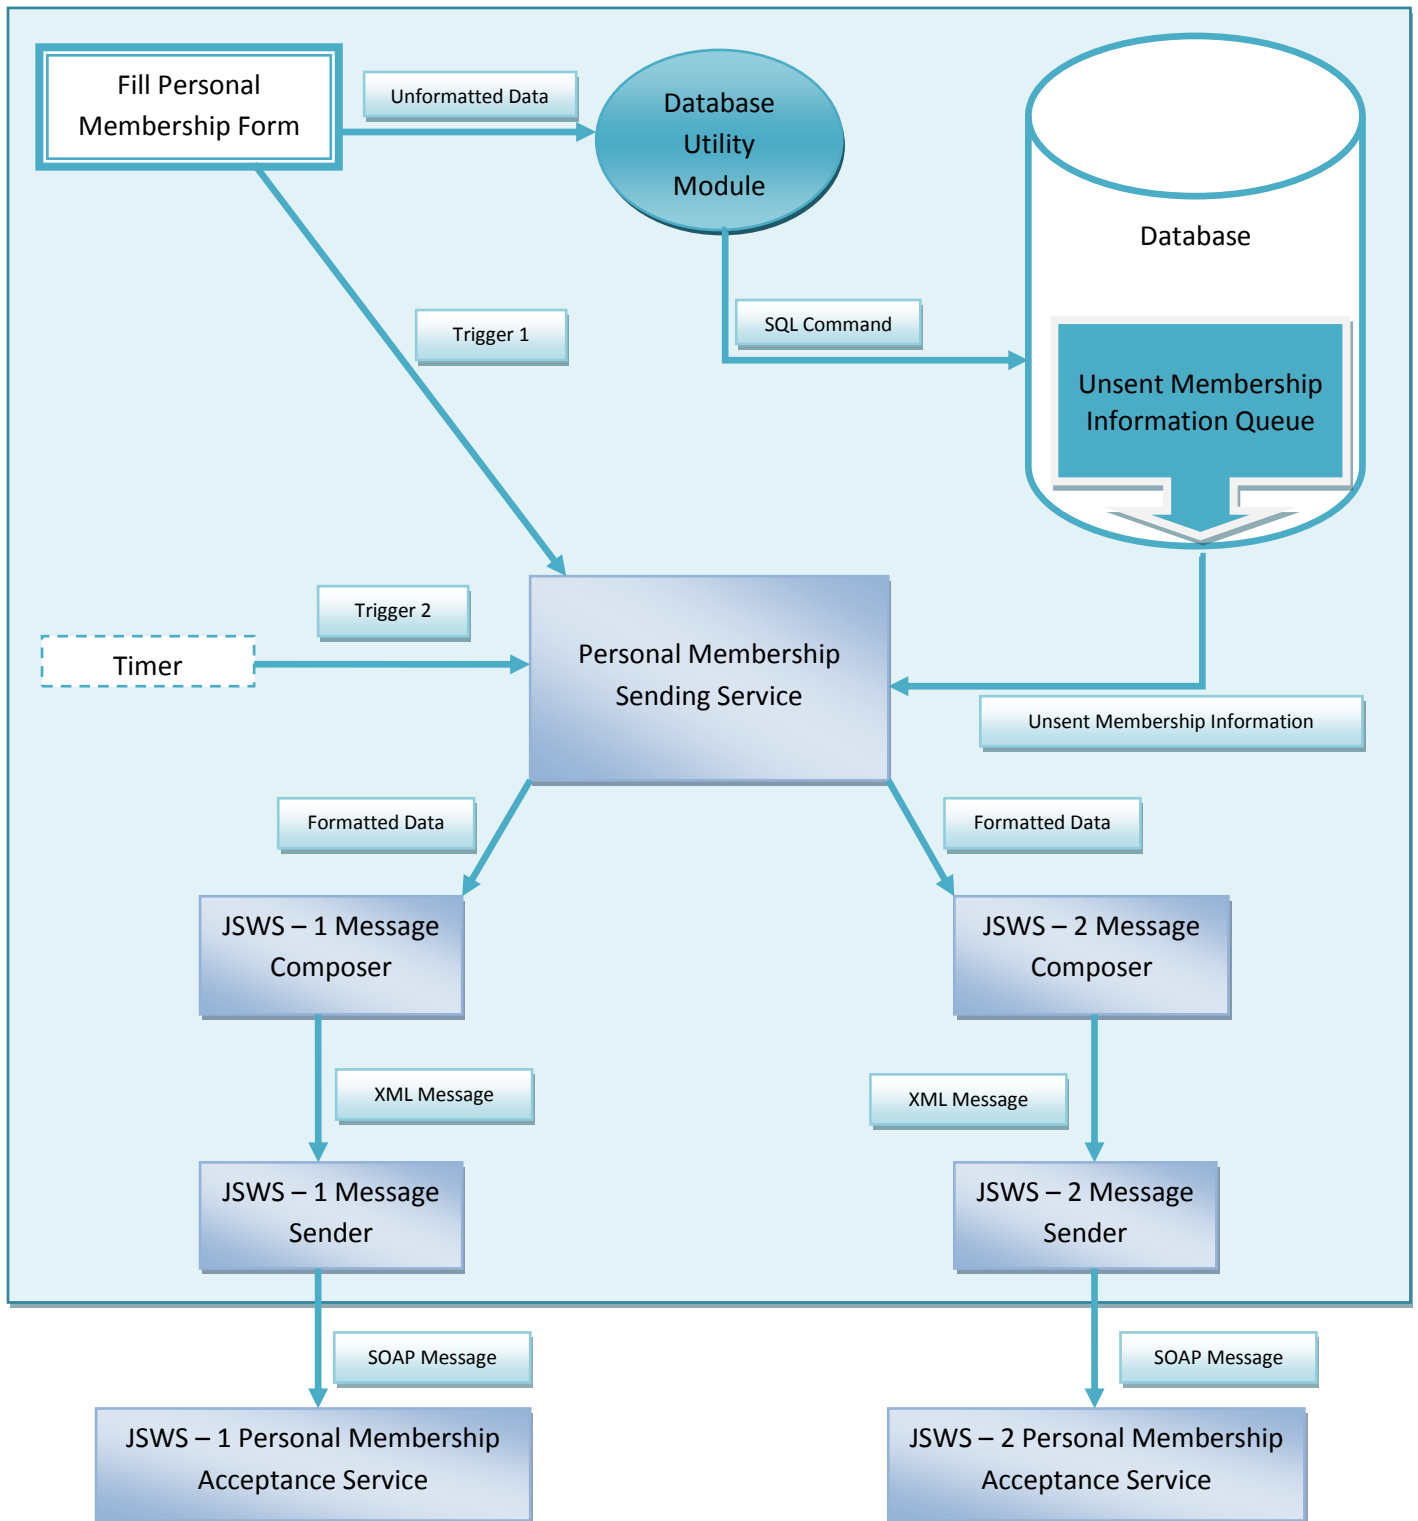 Fill Personal
Membership Form
Unformatted Data
Database
Utility
Module
Database
Trigger 1
SQL Command
Unsent Membership
Information Queue
Trigger 2
Timer
Personal Membership
Sending Service
Unsent Membership Information
Formatted Data
Formatted Data
JSWS – 1 Message
Composer
JSWS – 2 Message
Composer
XML Message
XML Message
JSWS – 1 Message
Sender
JSWS – 2 Message
Sender
SOAP Message
SOAP Message
JSWS – 1 Personal Membership
Acceptance Service
JSWS – 2 Personal Membership
Acceptance Service